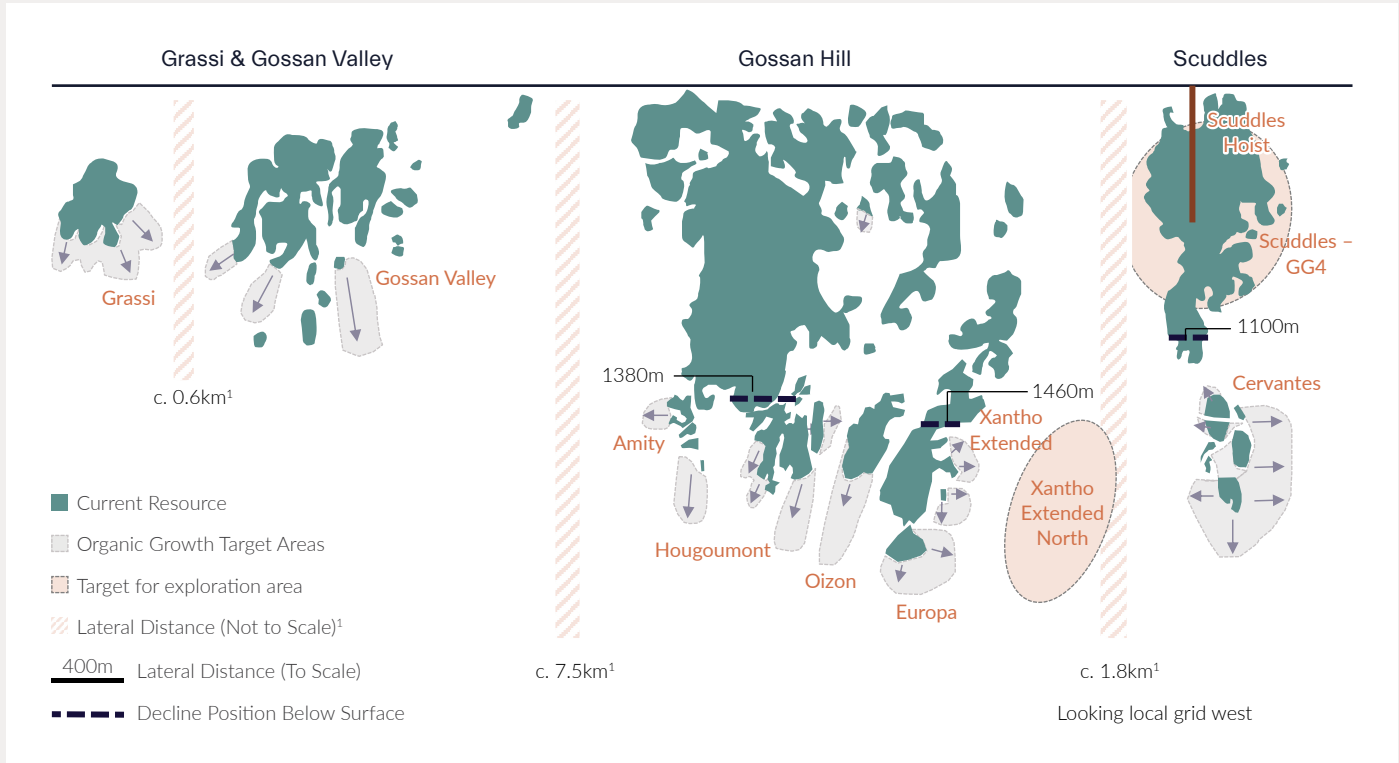 Grassi & Gossan Valley
Gossan Hill
Scuddles
Scuddles
Hoist
Scuddles –
GG4
Gossan Valley
Grassi
1100m
1380m
1460m
c. 0.6km¹
Cervantes
Xantho
Extended
Amity
Xantho
Extended
North
Current Resource
Organic Growth Target Areas
Hougoumont
Oizon
Target for exploration area
Europa
Lateral Distance (Not to Scale)¹
400m
Lateral Distance (To Scale)
c. 7.5km¹
c. 1.8km¹
Decline Position Below Surface
Looking local grid west